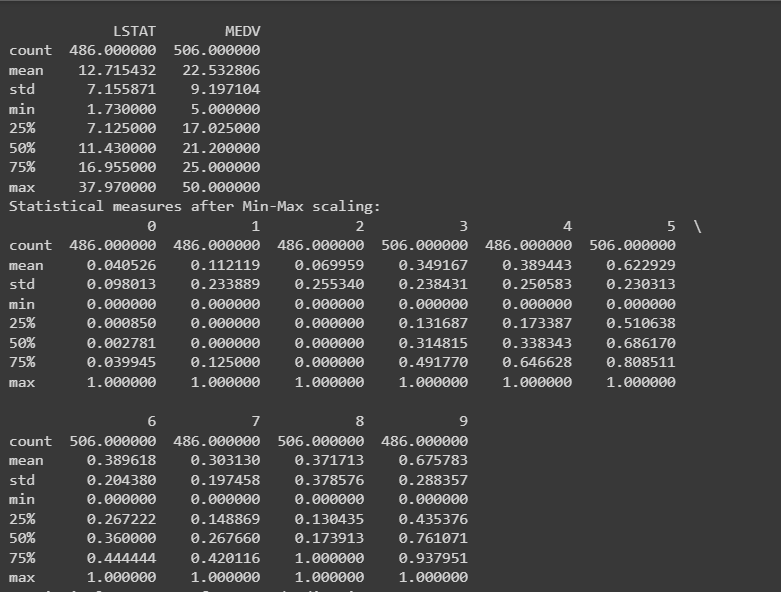 LSTAT MEDV
count 486.000000 506.000000
mean 12.715432 22.532806
std 7.155871 9.197104
min 1.730000 5.000000
25% 7.125000 17.025000
50% 11.430000 21.200000
75% 16.955000 25.000000
max 37.970000 50.000000
Statistical measures after Min-Max scaling:
0 1 2 3 4 5 \
count 486.000000 486.000000 486.000000 506.000000 486.000000 506.000000
mean 0.040526 0.112119 0.069959 0.349167 0.389443 0.622929
std 0.098013 0.233889 0.255340 0.238431 0.250583 0.230313
min 0.000000 0.000000 0.000000 0.000000 0.000000 0.000000
25% 0.000850 0.000000 0.000000 0.131687 0.173387 0.510638
50% 0.002781 0.000000 0.000000 0.314815 0.338343 0.686170
75% 0.039945 0.125000 0.000000 0.491770 0.646628 0.808511
max 1.000000 1.000000 1.000000 1.000000 1.000000 1.000000
6 7 8 9
count 506.000000 486.000000 506.000000 486.000000
mean 0.389618 0.303130 0.371713 0.675783
std 0.204380 0.197458 0.378576 0.288357
min 0.000000 0.000000 0.000000 0.000000
25% 0.267222 0.148869 0.130435 0.435376
50% 0.360000 0.267660 0.173913 0.761071
75% 0.444444 0.420116 1.000000 0.937951
max 1.000000 1.000000 1.000000 1.000000